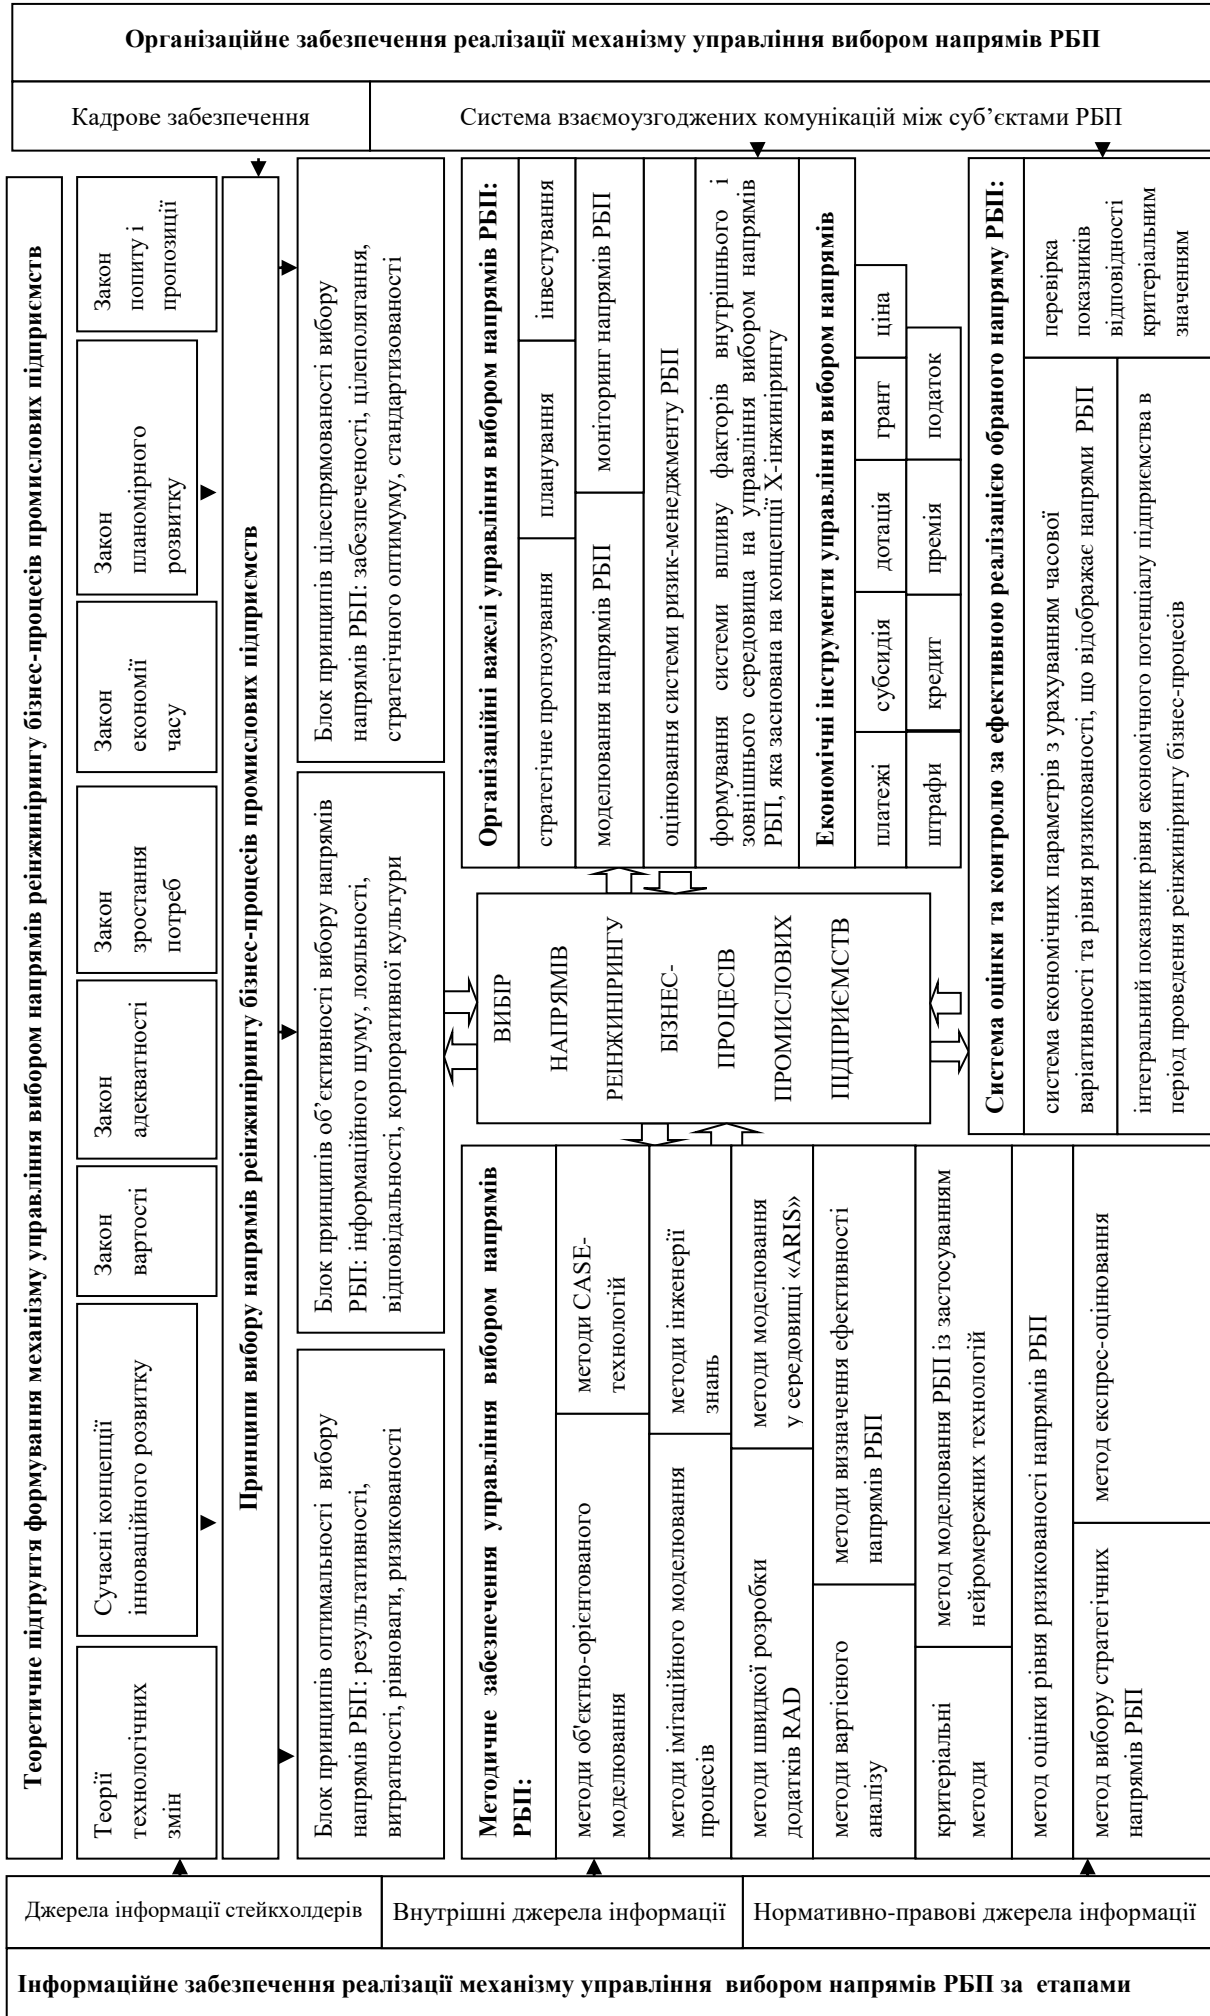 Організаційне забезпечення реалізації механізму управління вибором напрямів РБП
Кадрове забезпечення
Система взаємоузгоджених комунікацій між суб’єктами РБП
Теоретичне підґрунтя формування механізму управління вибором напрямів реінжинірингу бізнес-процесів промислових підприємств
Теорії
технологічних
змін
Сучасні концепції
інноваційного розвитку
Закон
вартості
Закон
адекватності
Закон
зростання
потреб
Закон
економії
часу
Закон
планомірного
розвитку
Закон
попиту і
пропозиції
Принципи вибору напрямів реінжинірингу бізнес-процесів промислових підприємств
Блок принципів оптимальності вибору
напрямів РБП: результативності,
витратності, рівноваги, ризикованості
Блок принципів об’єктивності вибору напрямів
РБП: інформаційного шуму, лояльності,
відповідальності, корпоративної культури
Блок принципів цілеспрямованості вибору
напрямів РБП: забезпеченості, цілеполягання,
стратегічного оптимуму, стандартизованості
Методичне забезпечення управління вибором напрямів
РБП:
методи об'єктно-орієнтованого
моделювання
методи CASE-
технологій
методи імітаційного моделювання
процесів
методи інженерії
знань
методи швидкої розробки
додатків RAD
методи моделювання
у середовищі «ARIS»
методи вартісного
аналізу
методи визначення ефективності
напрямів РБП
критеріальні
методи
метод моделювання РБП із застосуванням
нейромережних технологій
метод оцінки рівня ризикованості напрямів РБП
метод вибору стратегічних
напрямів РБП
метод експрес-оцінювання
ВИБІР
НАПРЯМІВ
РЕІНЖИНІРИНГУ
БІЗНЕС-
ПРОЦЕСІВ
ПРОМИСЛОВИХ
ПІДПРИЄМСТВ
Організаційні важелі управління вибором напрямів РБП:
стратегічне прогнозування
планування
інвестування
моделювання напрямів РБП
моніторинг напрямів РБП
оцінювання системи ризик-менеджменту РБП
формування системи впливу факторів внутрішнього і
зовнішнього середовища на управління вибором напрямів
РБП, яка заснована на концепції Х-інжинірингу
Економічні інструменти управління вибором напрямів
платежі
субсидія
дотація
грант
ціна
штрафи
кредит
премія
податок
Система оцінки та контролю за ефективною реалізацією обраного напряму РБП:
система економічних параметрів з урахуванням часової
варіативності та рівня ризикованості, що відображає напрями РБП
перевірка
показників
відповідності
критеріальним
значенням
інтегральний показник рівня економічного потенціалу підприємства в
період проведення реінжинірингу бізнес-процесів
Джерела інформації стейкхолдерів
Внутрішні джерела інформації
Нормативно-правові джерела інформації
Інформаційне забезпечення реалізації механізму управління вибором напрямів РБП за етапами